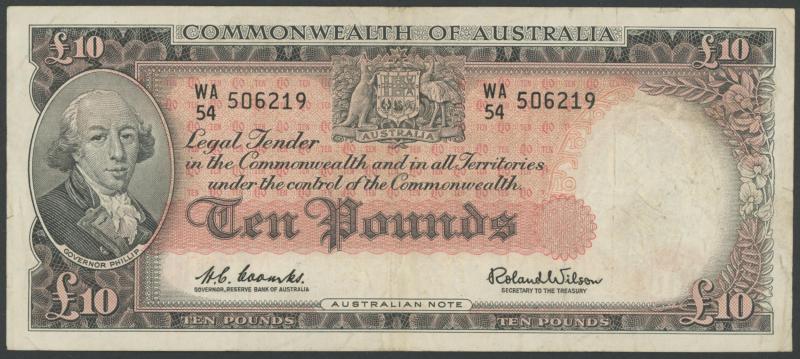 COMMONWEALTH OF AUSTRALIA
£10 £10
WA 54 506219 WA 54 506219
AUSTRALIA
Legal Tender
in the Commonwealth and in all Territories
under the control of the Commonwealth.
Ten Pounds
GOVERNOR PHILLIP
H.C. Coombs. Roland Wilson
GOVERNOR, RESERVE BANK OF AUSTRALIA SECRETARY TO THE TREASURY
£10 AUSTRALIAN NOTE £10
TEN POUNDS TEN POUNDS